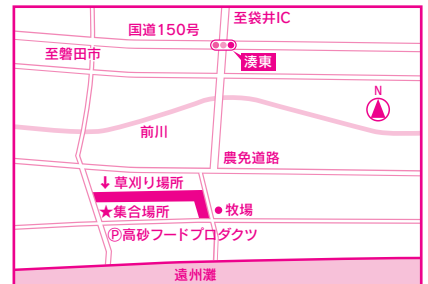 至袋井IC
国道150号
至磐田市
湊東
N
前川
農免道路
↓草刈り場所
★集合場所
●牧場
Ⓟ高砂フードプロダクツ
遠州灘